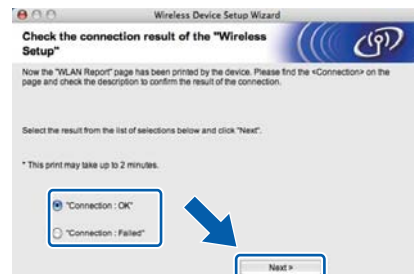 Wireless Device Setup Wizard
Check the connection result of the "Wireless
Setup"
Now the "WLAN Report" page has been printed by the device. Please find the <Connection> on the
page and check the description to confirm the result of the connection.
Select the result from the list of selections below and click "Next".
* This print may take up to 2 minutes.
"Connection : OK"
"Connection : Failed"
Next >